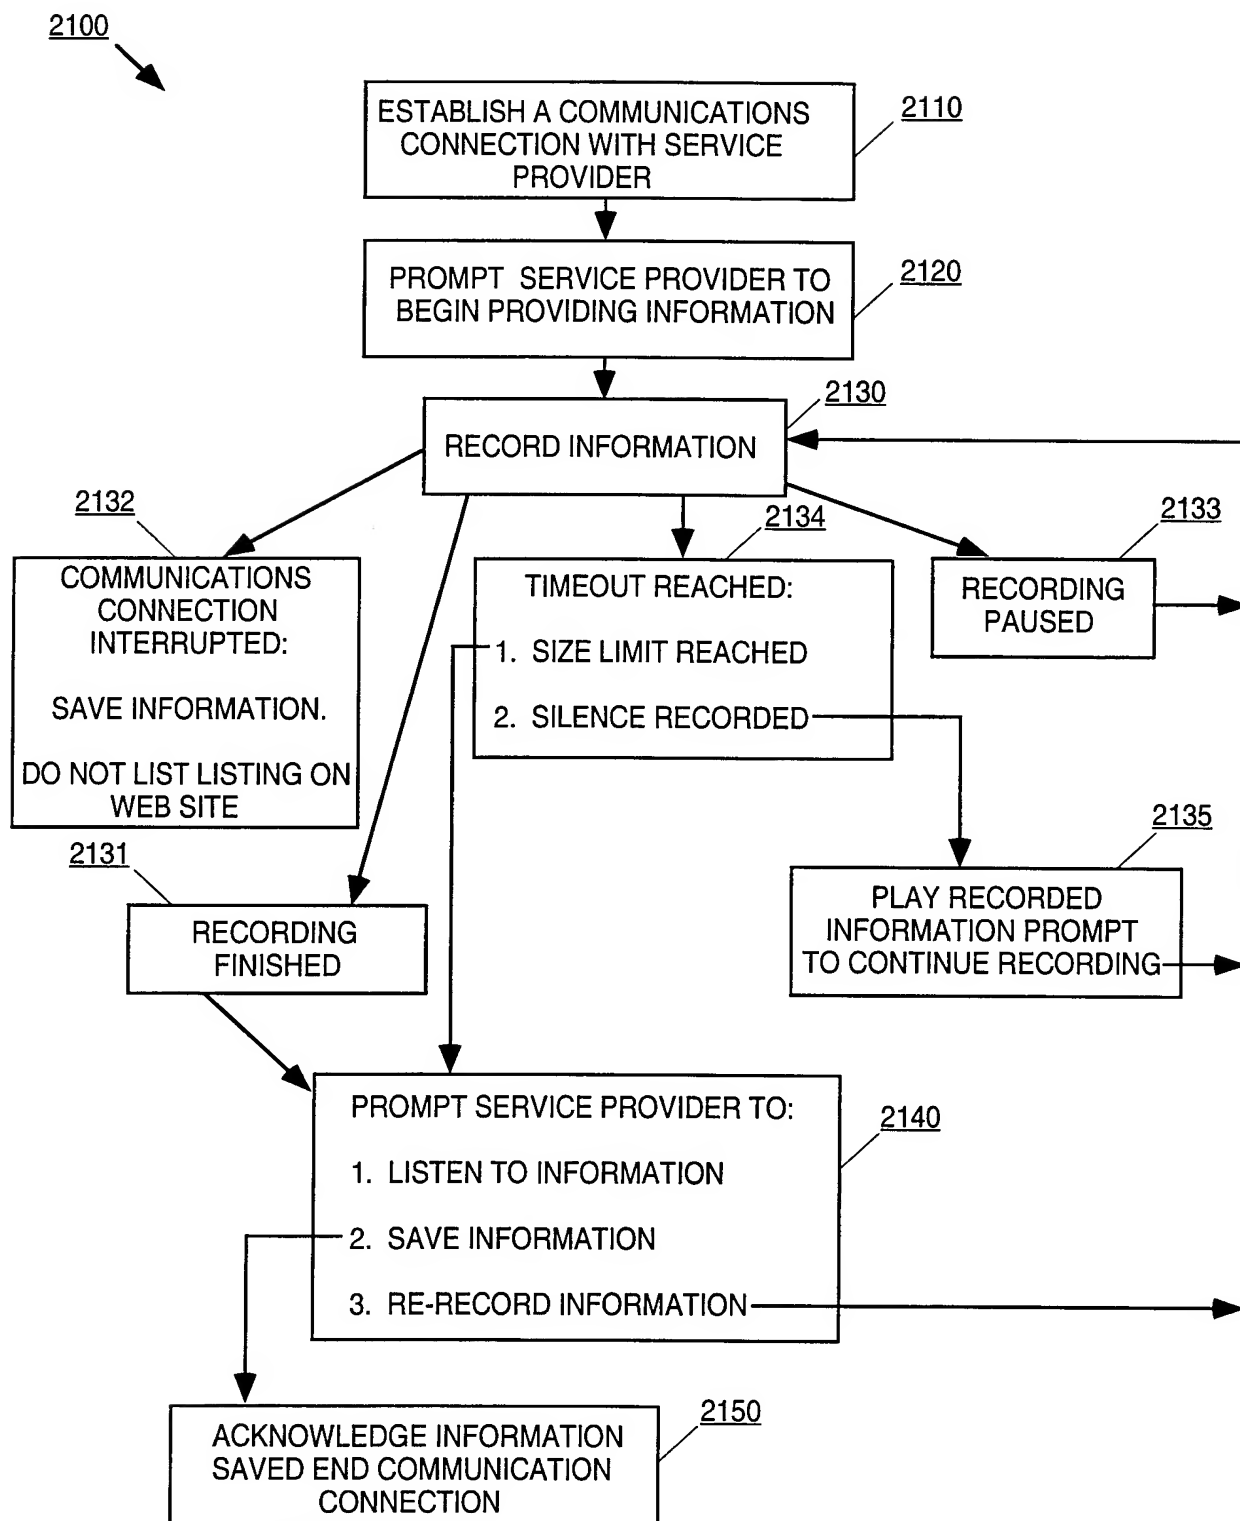 2100
ESTABLISH A COMMUNICATIONS
CONNECTION WITH SERVICE
PROVIDER
2110
PROMPT SERVICE PROVIDER TO
BEGIN PROVIDING INFORMATION
2120
RECORD INFORMATION
2130
2132
COMMUNICATIONS
CONNECTION
INTERRUPTED:
SAVE INFORMATION.
DO NOT LIST LISTING ON
WEB SITE
2134
TIMEOUT REACHED:
1. SIZE LIMIT REACHED
2. SILENCE RECORDED
2133
RECORDING
PAUSED
2131
RECORDING
FINISHED
2135
PLAY RECORDED
INFORMATION PROMPT
TO CONTINUE RECORDING
PROMPT SERVICE PROVIDER TO:
1. LISTEN TO INFORMATION
2. SAVE INFORMATION
3. RE-RECORD INFORMATION
2140
ACKNOWLEDGE INFORMATION
SAVED END COMMUNICATION
CONNECTION
2150